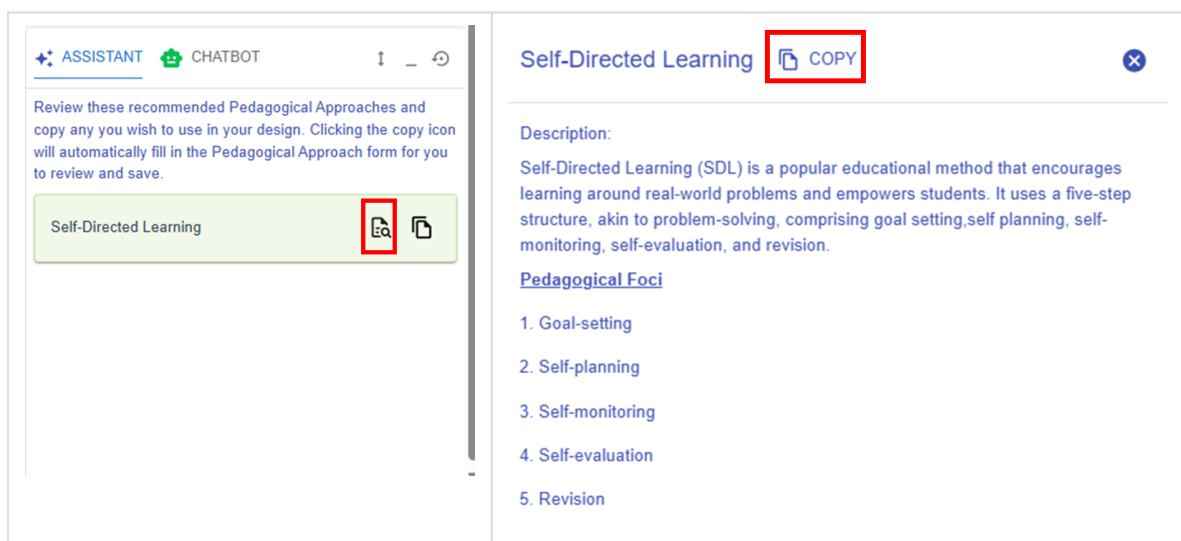 ASSISTANT CHATBOT
Review these recommended Pedagogical Approaches and
copy any you wish to use in your design. Clicking the copy icon
will automatically fill in the Pedagogical Approach form for you
to review and save.
Self-Directed Learning
Self-Directed Learning COPY
Description:
Self-Directed Learning (SDL) is a popular educational method that encourages
learning around real-world problems and empowers students. It uses a five-step
structure, akin to problem-solving, comprising goal setting,self planning, self-
monitoring, self-evaluation, and revision.
Pedagogical Foci
1. Goal-setting
2. Self-planning
3. Self-monitoring
4. Self-evaluation
5. Revision